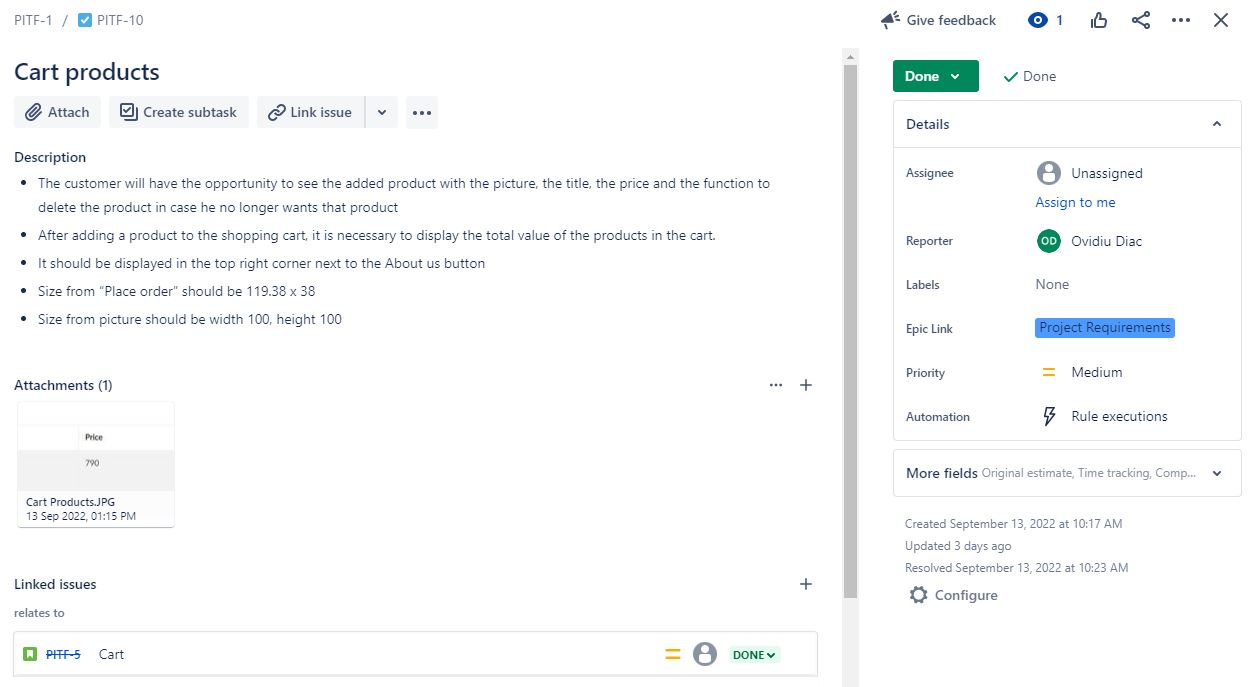 PITF-1 / PITF-10
Give feedback 1
Cart products
Attach Create subtask Link issue
Description
The customer will have the opportunity to see the added product with the picture, the title, the price and the function to
delete the product in case he no longer wants that product
After adding a product to the shopping cart, it is necessary to display the total value of the products in the cart.
It should be displayed in the top right corner next to the About us button
Size from “Place order” should be 119.38 x 38
Size from picture should be width 100, height 100
Attachments (1)
Price
790
Cart Products.JPG
13 Sep 2022, 01:15 PM
Linked issues
relates to
PITF-5 Cart DONE
Done Done
Details
Assignee Unassigned
Assign to me
Reporter OD Ovidiu Diac
Labels None
Epic Link Project Requirements
Priority Medium
Automation Rule executions
More fields Original estimate, Time tracking, Comp...
Created September 13, 2022 at 10:17 AM
Updated 3 days ago
Resolved September 13, 2022 at 10:23 AM
Configure